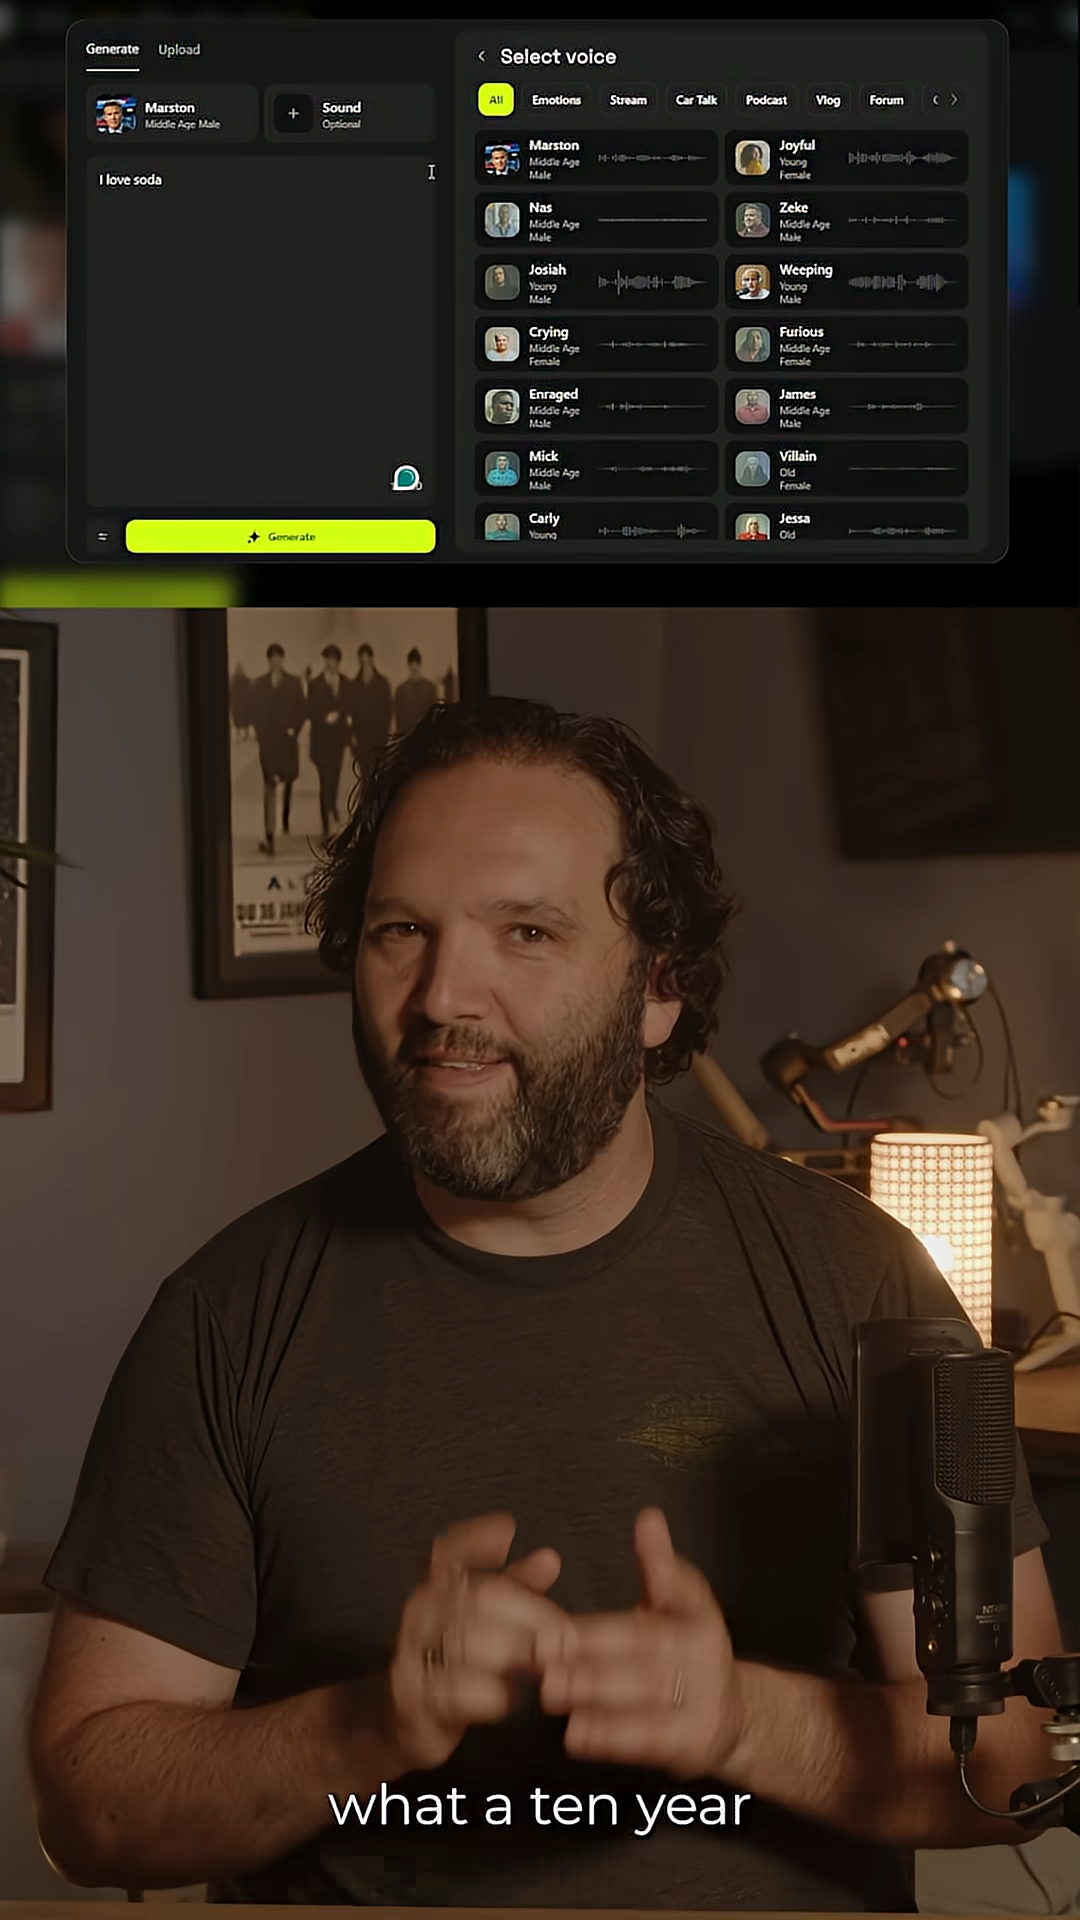 Generate Upload
Marston
Middle Age Male
Sound
Optional
I love soda
Generate
Select voice
All Emotions Stream Car Talk Podcast Vlog Forum
Marston
Middle Age
Male
Joyful
Young
Female
Nas
Middle Age
Male
Zeke
Middle Age
Male
Josiah
Young
Male
Weeping
Young
Male
Crying
Middle Age
Female
Furious
Middle Age
Male
Enraged
Middle Age
Male
James
Middle Age
Male
Mick
Middle Age
Male
Villain
Old
Female
Carly
Young
Jessa
Old
what a ten year